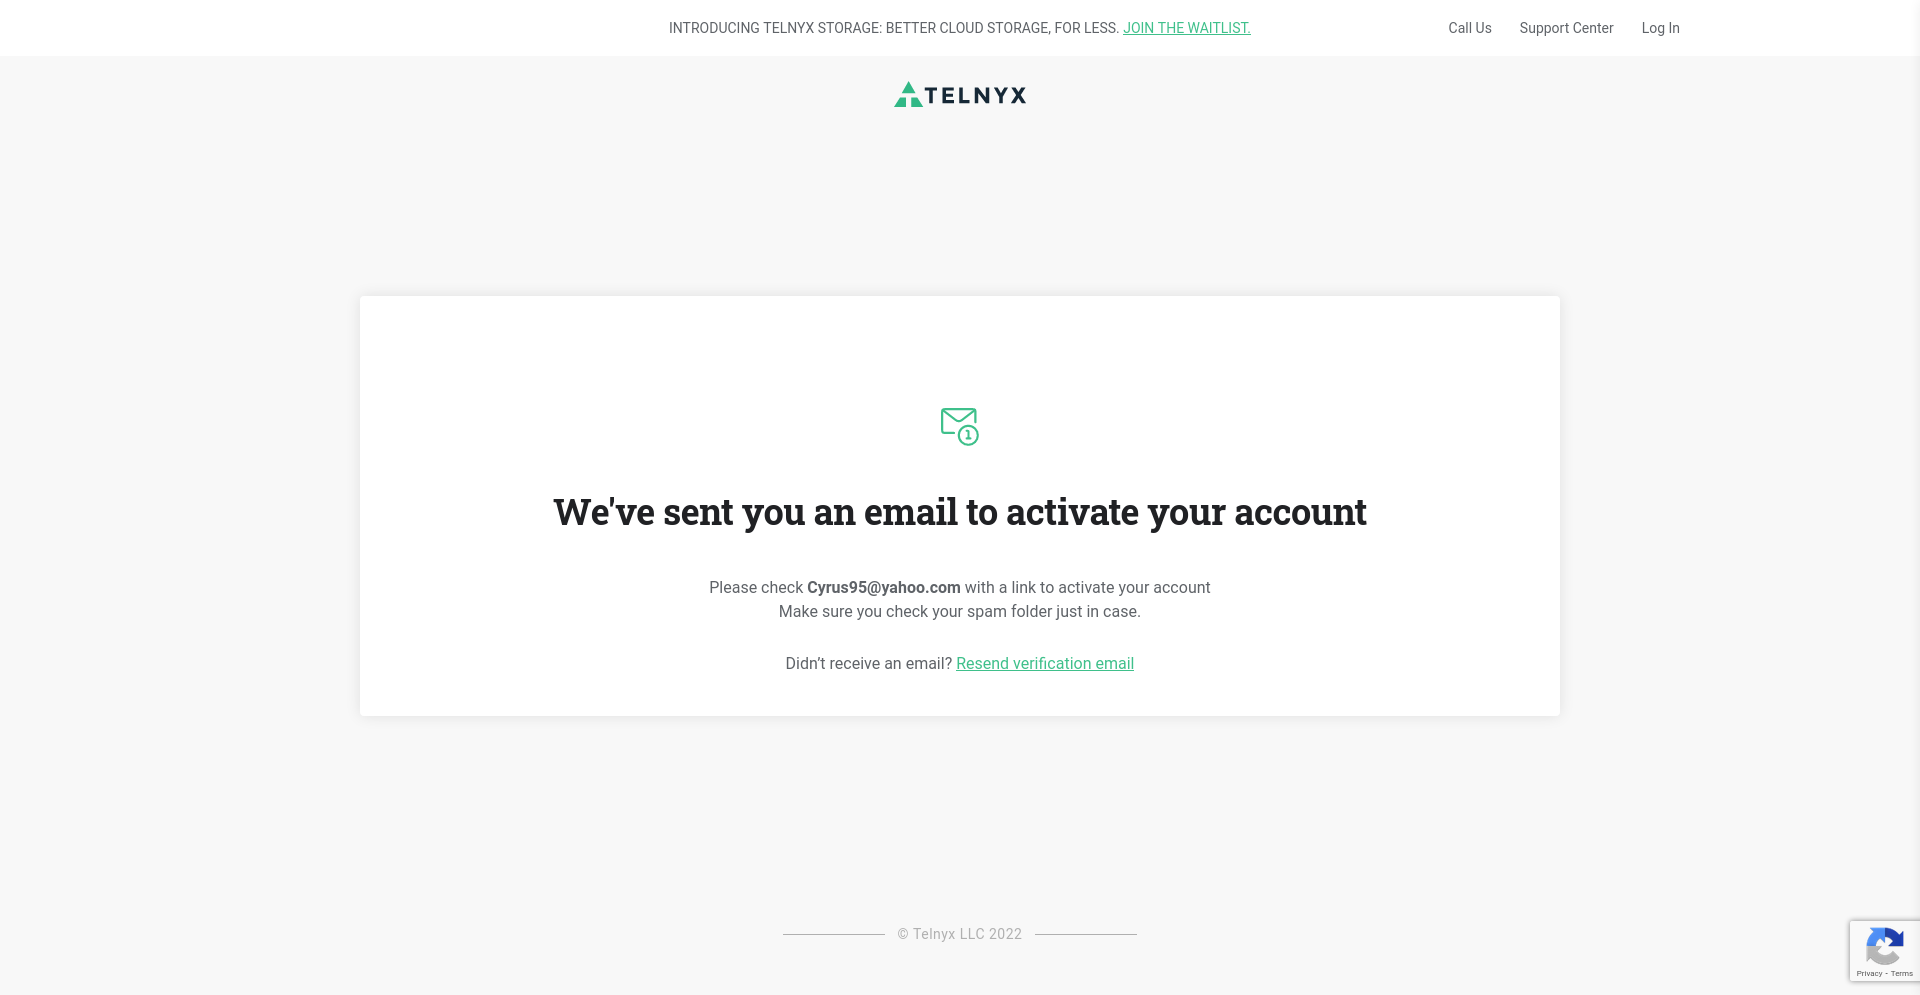 INTRODUCING TELNYX STORAGE: BETTER CLOUD STORAGE, FOR LESS. JOIN THE WAITLIST.
Call Us
Support Center
Log In
TELNYX
1
We've sent you an email to activate your account
Please check Cyrus95@yahoo.com with a link to activate your account
Make sure you check your spam folder just in case.
Didn’t receive an email? Resend verification email
© Telnyx LLC 2022
Privacy - Terms